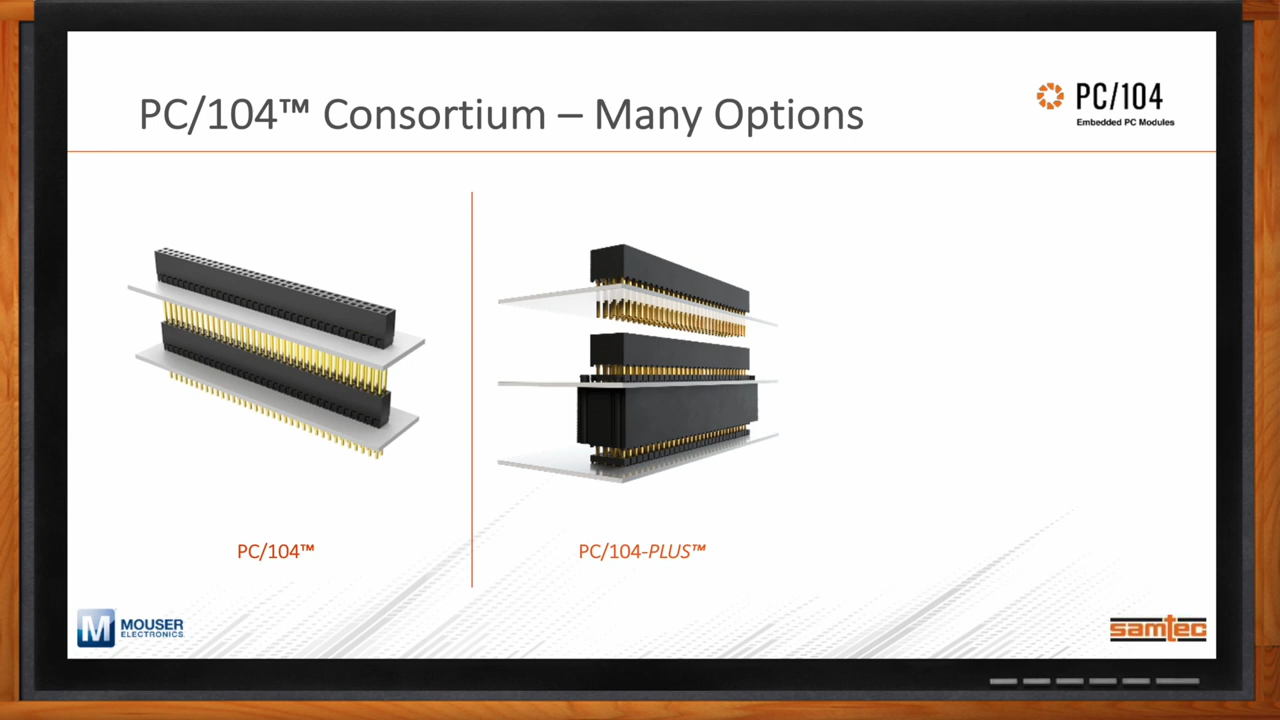 PC/104™ Consortium – Many Options
PC/104
Embedded PC Modules
PC/104™
PC/104-PLUS™
M MOUSER
ELECTRONICS
samtec